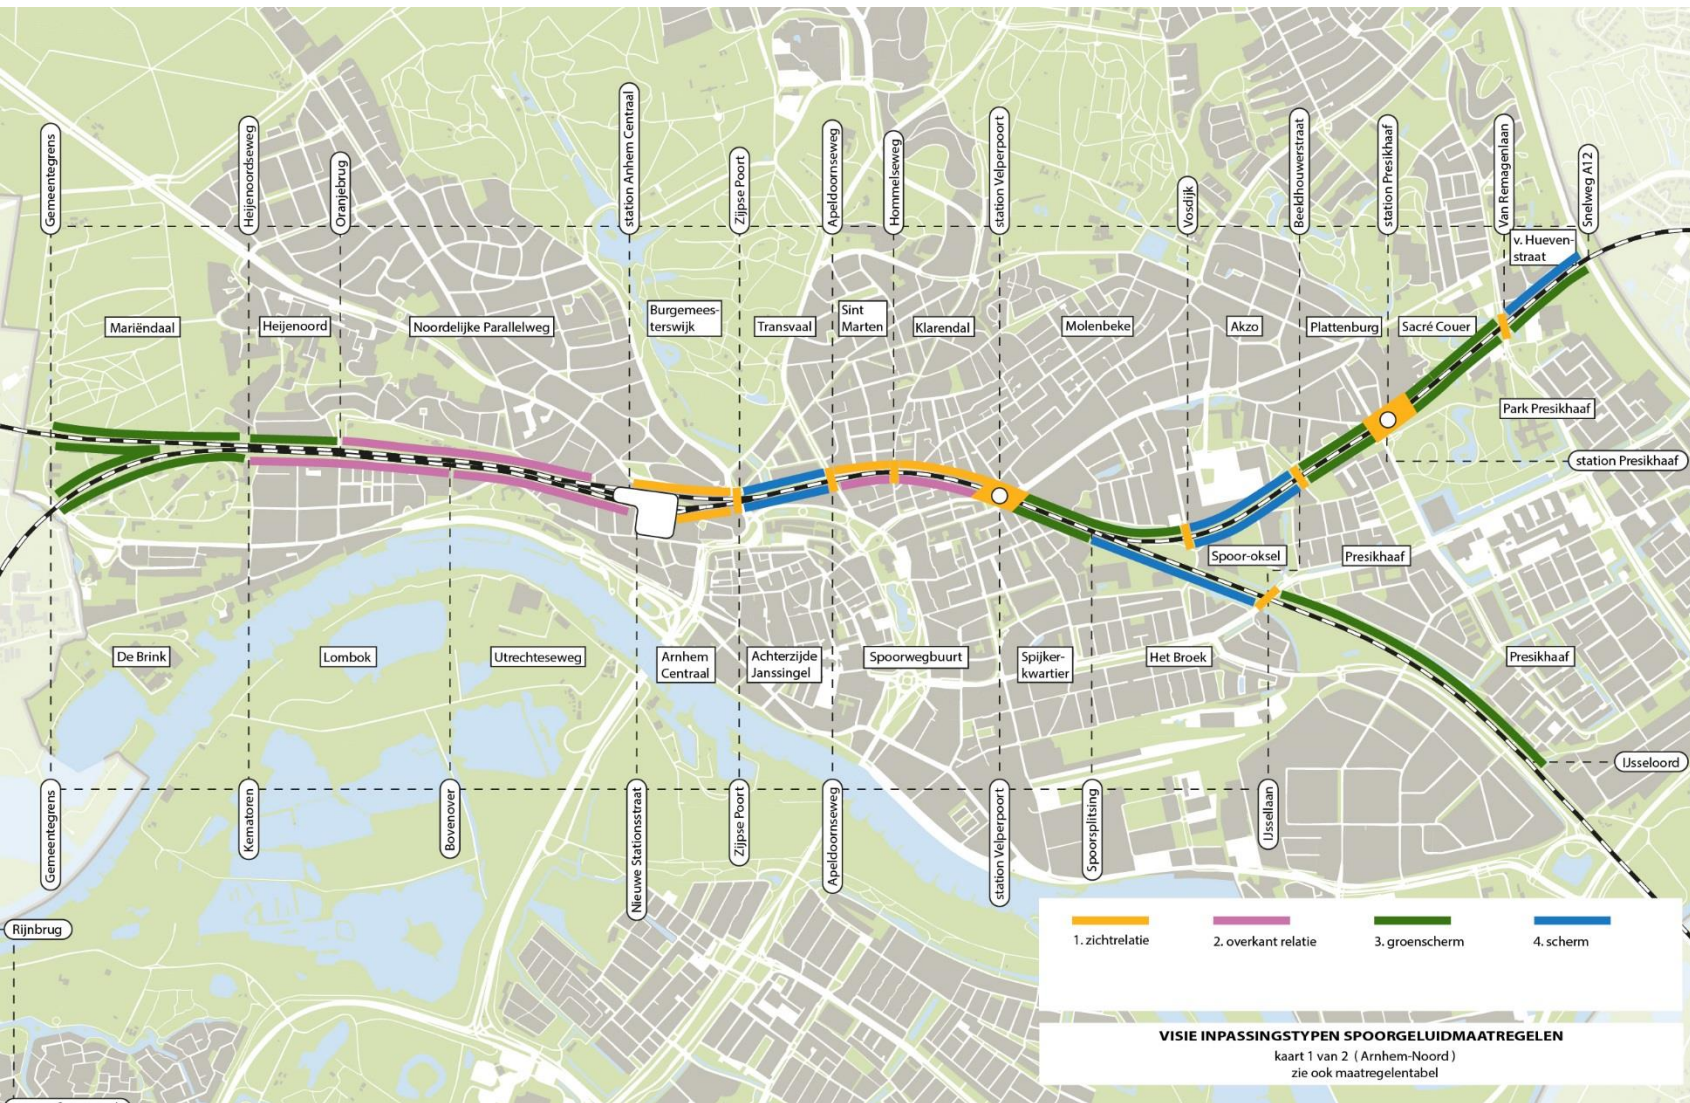 Gemeentegrens
Heijenoordseweg
Oranjebrug
station Arnhem Centraal
Zijpse Poort
Apeldoornseweg
Hommelseweg
station Velperpoort
Vosdijk
Beeldhouwerstraat
station Presikhaaf
Van Remagenlaan
Snelweg A12
v. Hueven-
straat
Mariëndaal
Heijenoord
Noordelijke Parallelweg
Burgemees-
terswijk
Transvaal
Sint
Marten
Klarendal
Molenbeke
Akzo
Plattenburg
Sacré Couer
Park Presikhaaf
station Presikhaaf
Spoor-oksel
Presikhaaf
De Brink
Lombok
Utrechteseweg
Arnhem
Centraal
Achterzijde
Janssingel
Spoorwegbuurt
Spijker-
kwartier
Het Broek
Presikhaaf
IJsseloord
Gemeentegrens
Kematoren
Bovenover
Nieuwe Stationsstraat
Zijpse Poort
Apeldoornseweg
station Velperpoort
Spoorsplitsing
IJssellaan
Rijnbrug
1. zichtrelatie
2. overkant relatie
3. groenscherm
4. scherm
VISIE INPASSINGSTYPEN SPOORGELUIDMAATREGELEN
kaart 1 van 2 ( Arnhem-Noord )
zie ook maatregelentabel